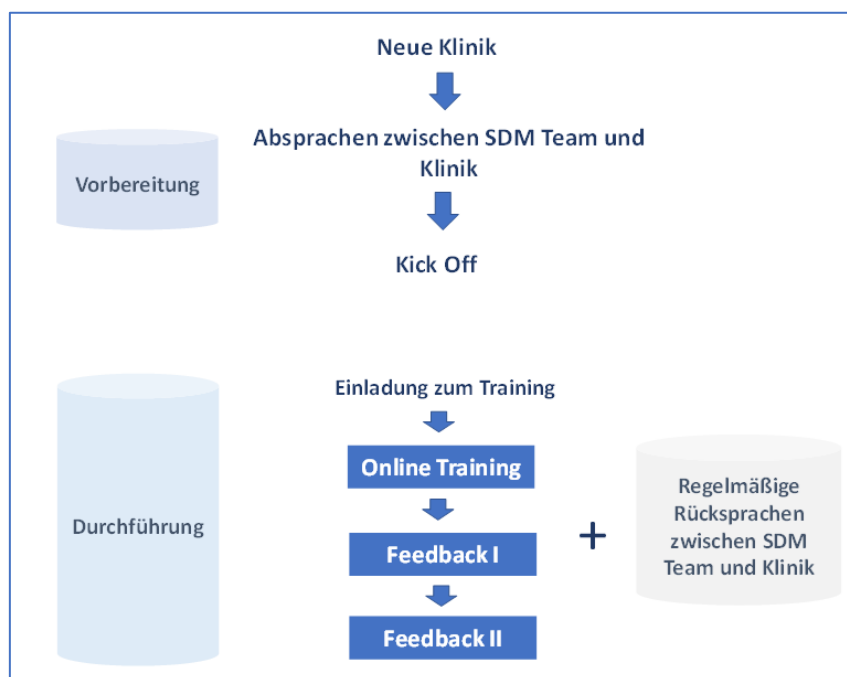 Neue Klinik
Absprachen zwischen SDM Team und
Klinik
Vorbereitung
Kick Off
Einladung zum Training
Online Training
Durchführung
Feedback I
Feedback II
+
Regelmäßige
Rücksprachen
zwischen SDM
Team und Klinik